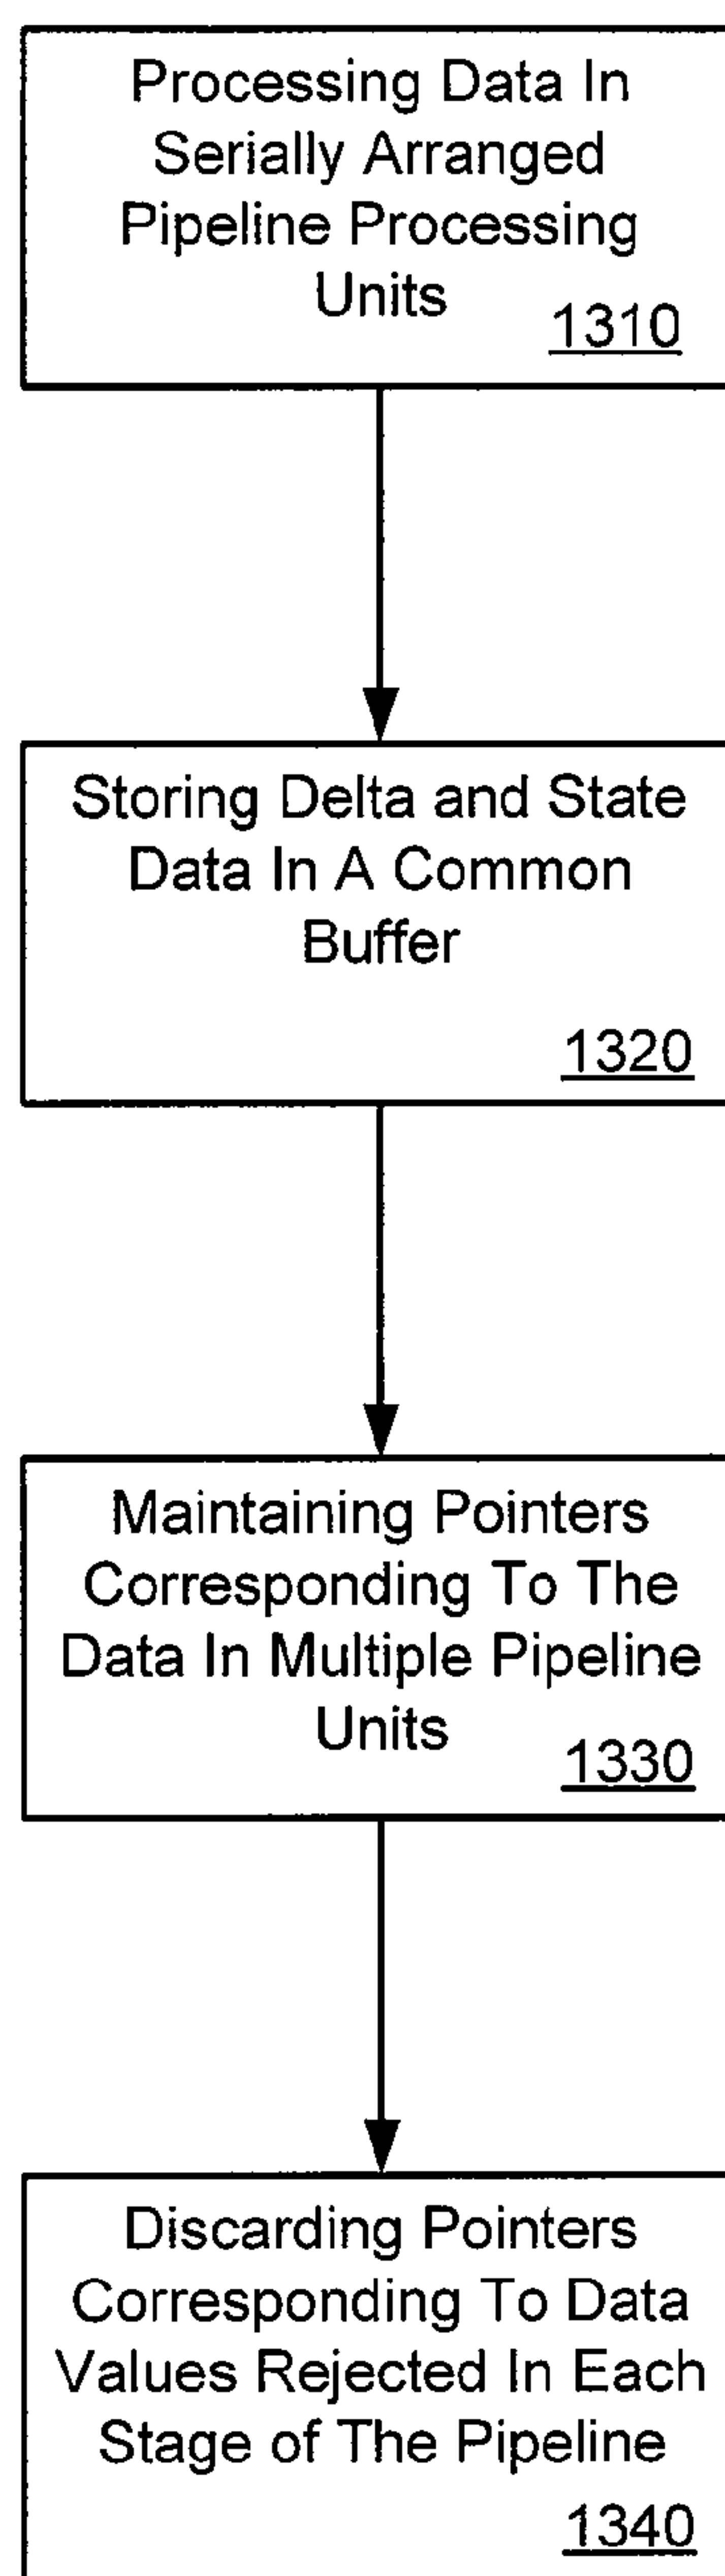 Processing Data In
Serially Arranged
Pipeline Processing
Units
1310
Storing Delta and State
Data In A Common
Buffer
1320
Maintaining Pointers
Corresponding To The
Data In Multiple Pipeline
Units
1330
Discarding Pointers
Corresponding To Data
Values Rejected In Each
Stage of The Pipeline
1340